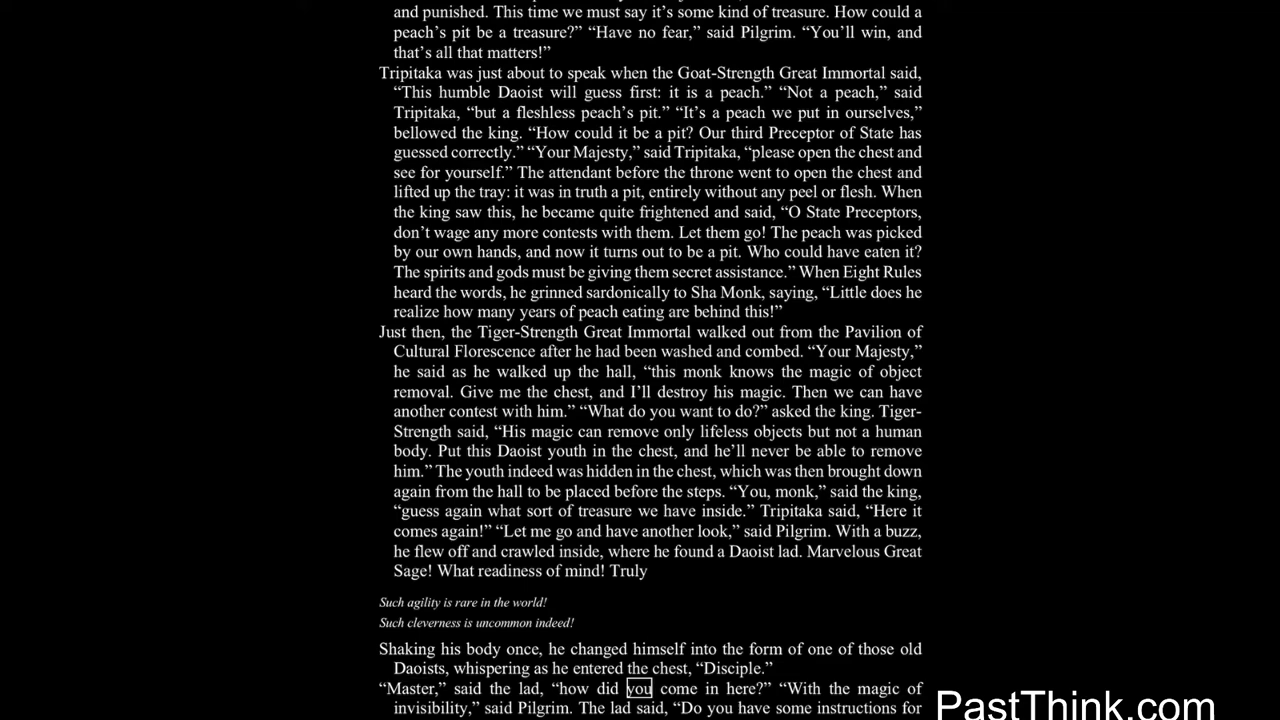 and punished. This time we must say it’s some kind of treasure. How could a
peach’s pit be a treasure?” “Have no fear,” said Pilgrim. “You’ll win, and
that’s all that matters!”
Tripitaka was just about to speak when the Goat-Strength Great Immortal said,
“This humble Daoist will guess first: it is a peach.” “Not a peach,” said
Tripitaka, “but a fleshless peach’s pit.” “It’s a peach we put in ourselves,”
bellowed the king. “How could it be a pit? Our third Preceptor of State has
guessed correctly.” “Your Majesty,” said Tripitaka, “please open the chest and
see for yourself.” The attendant before the throne went to open the chest and
lifted up the tray: it was in truth a pit, entirely without any peel or flesh. When
the king saw this, he became quite frightened and said, “O State Preceptors,
don’t wage any more contests with them. Let them go! The peach was picked
by our own hands, and now it turns out to be a pit. Who could have eaten it?
The spirits and gods must be giving them secret assistance.” When Eight Rules
heard the words, he grinned sardonically to Sha Monk, saying, “Little does he
realize how many years of peach eating are behind this!”
Just then, the Tiger-Strength Great Immortal walked out from the Pavilion of
Cultural Florescence after he had been washed and combed. “Your Majesty,”
he said as he walked up the hall, “this monk knows the magic of object
removal. Give me the chest, and I’ll destroy his magic. Then we can have
another contest with him.” “What do you want to do?” asked the king. Tiger-
Strength said, “His magic can remove only lifeless objects but not a human
body. Put this Daoist youth in the chest, and he’ll never be able to remove
him.” The youth indeed was hidden in the chest, which was then brought down
again from the hall to be placed before the steps. “You, monk,” said the king,
“guess again what sort of treasure we have inside.” Tripitaka said, “Here it
comes again!” “Let me go and have another look,” said Pilgrim. With a buzz,
he flew off and crawled inside, where he found a Daoist lad. Marvelous Great
Sage! What readiness of mind! Truly
Such agility is rare in the world!
Such cleverness is uncommon indeed!
Shaking his body once, he changed himself into the form of one of those old
Daoists, whispering as he entered the chest, “Disciple.”
“Master,” said the lad, “how did you come in here?” “With the magic of
invisibility,” said Pilgrim. The lad said, “Do you have some instructions for
PastThink.com